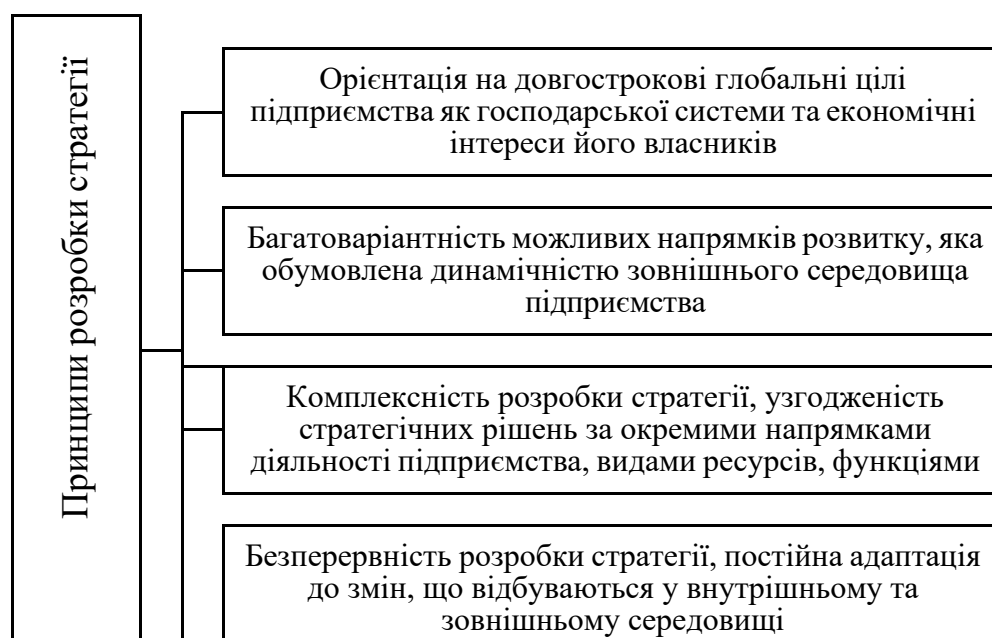 Принципи розробки стратегії
Орієнтація на довгострокові глобальні цілі
підприємства як господарської системи та економічні
інтереси його власників
Багатоваріантність можливих напрямків розвитку, яка
обумовлена динамічністю зовнішнього середовища
підприємства
Комплексність розробки стратегії, узгодженість
стратегічних рішень за окремими напрямками
діяльності підприємства, видами ресурсів, функціями
Безперервність розробки стратегії, постійна адаптація
до змін, що відбуваються у внутрішньому та
зовнішньому середовищі